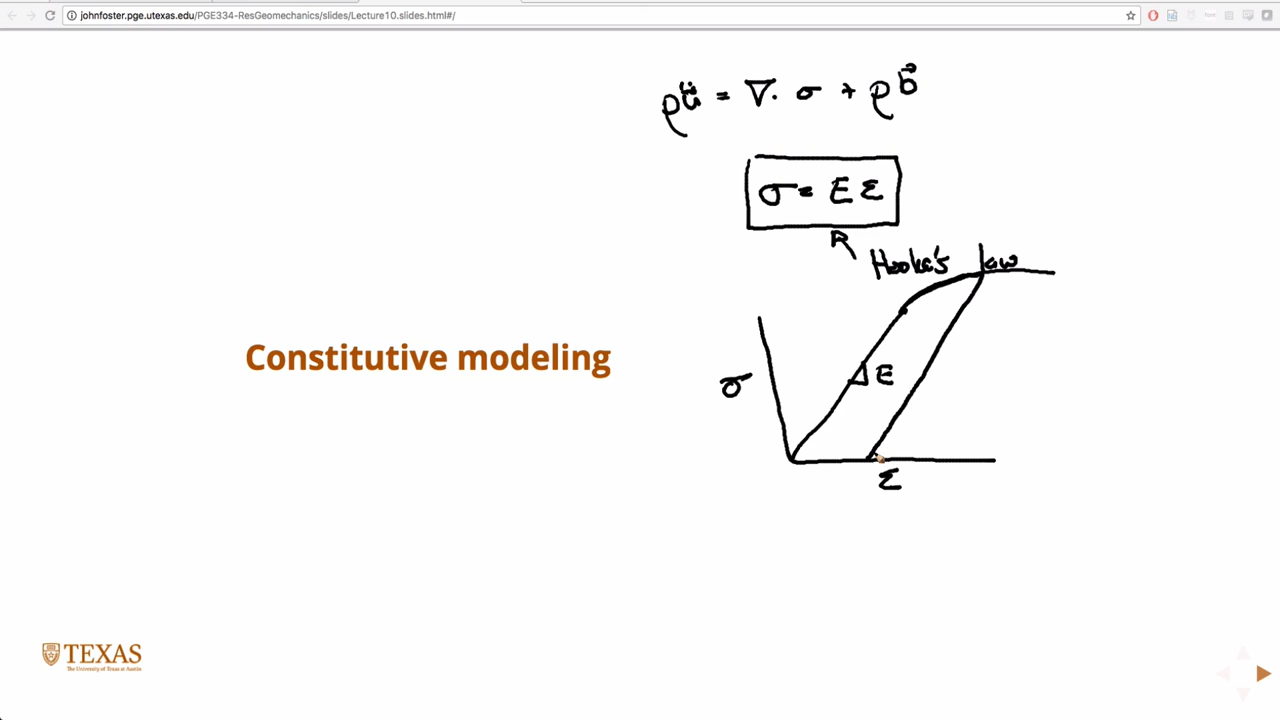 johnfoster.pge.utexas.edu/PGE334-ResGeomechanics/slides/Lecture10.slides.html#/
ρü = ∇· σ + ρb⃗
σ = E ε
Hooke's law
Constitutive modeling
E
σ
ε
TEXAS
The University of Texas at Austin